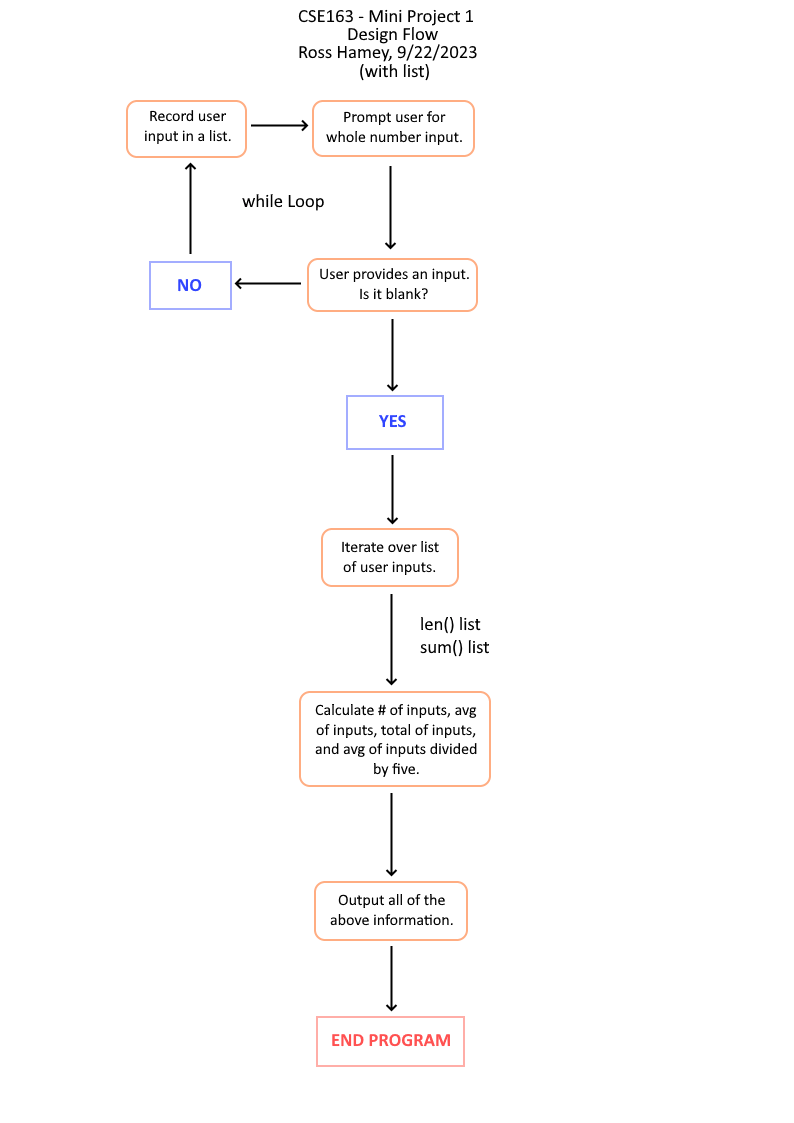 CSE163 - Mini Project 1
Design Flow
Ross Hamey, 9/22/2023
(with list)
Record user
input in a list.
Prompt user for
whole number input.
while Loop
NO
User provides an input.
Is it blank?
YES
Iterate over list
of user inputs.
len() list
sum() list
Calculate # of inputs, avg
of inputs, total of inputs,
and avg of inputs divided
by five.
Output all of the
above information.
END PROGRAM